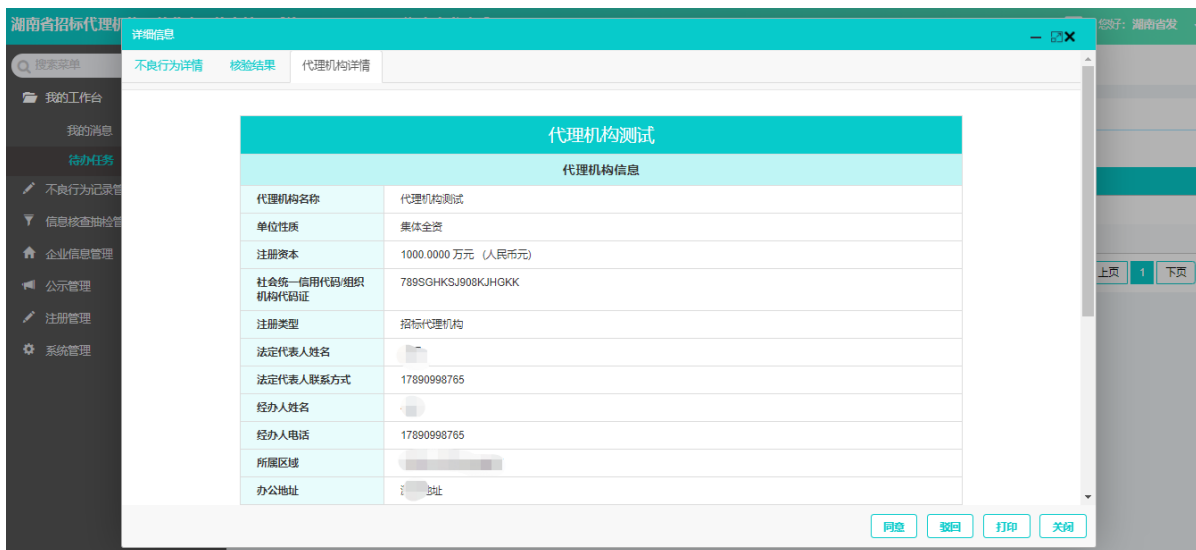 湖南省招标代理机
您好: 湖南省发
详细信息
搜索菜单
我的工作台
我的消息
待办任务
不良行为记录管
信息核查抽检管
企业信息管理
公示管理
注册管理
系统管理
不良行为详情 核验结果 代理机构详情
代理机构测试
代理机构信息
代理机构名称 代理机构测试
单位性质 集体全资
注册资本 1000.0000 万元 (人民币元)
社会统一信用代码/组织 789SGHKSJ908KJHGKK
机构代码证
注册类型 招标代理机构
法定代表人姓名
法定代表人联系方式 17890998765
经办人姓名
经办人电话 17890998765
所属区域
办公地址 地址
上页 1 下页
同意 驳回 打印 关闭